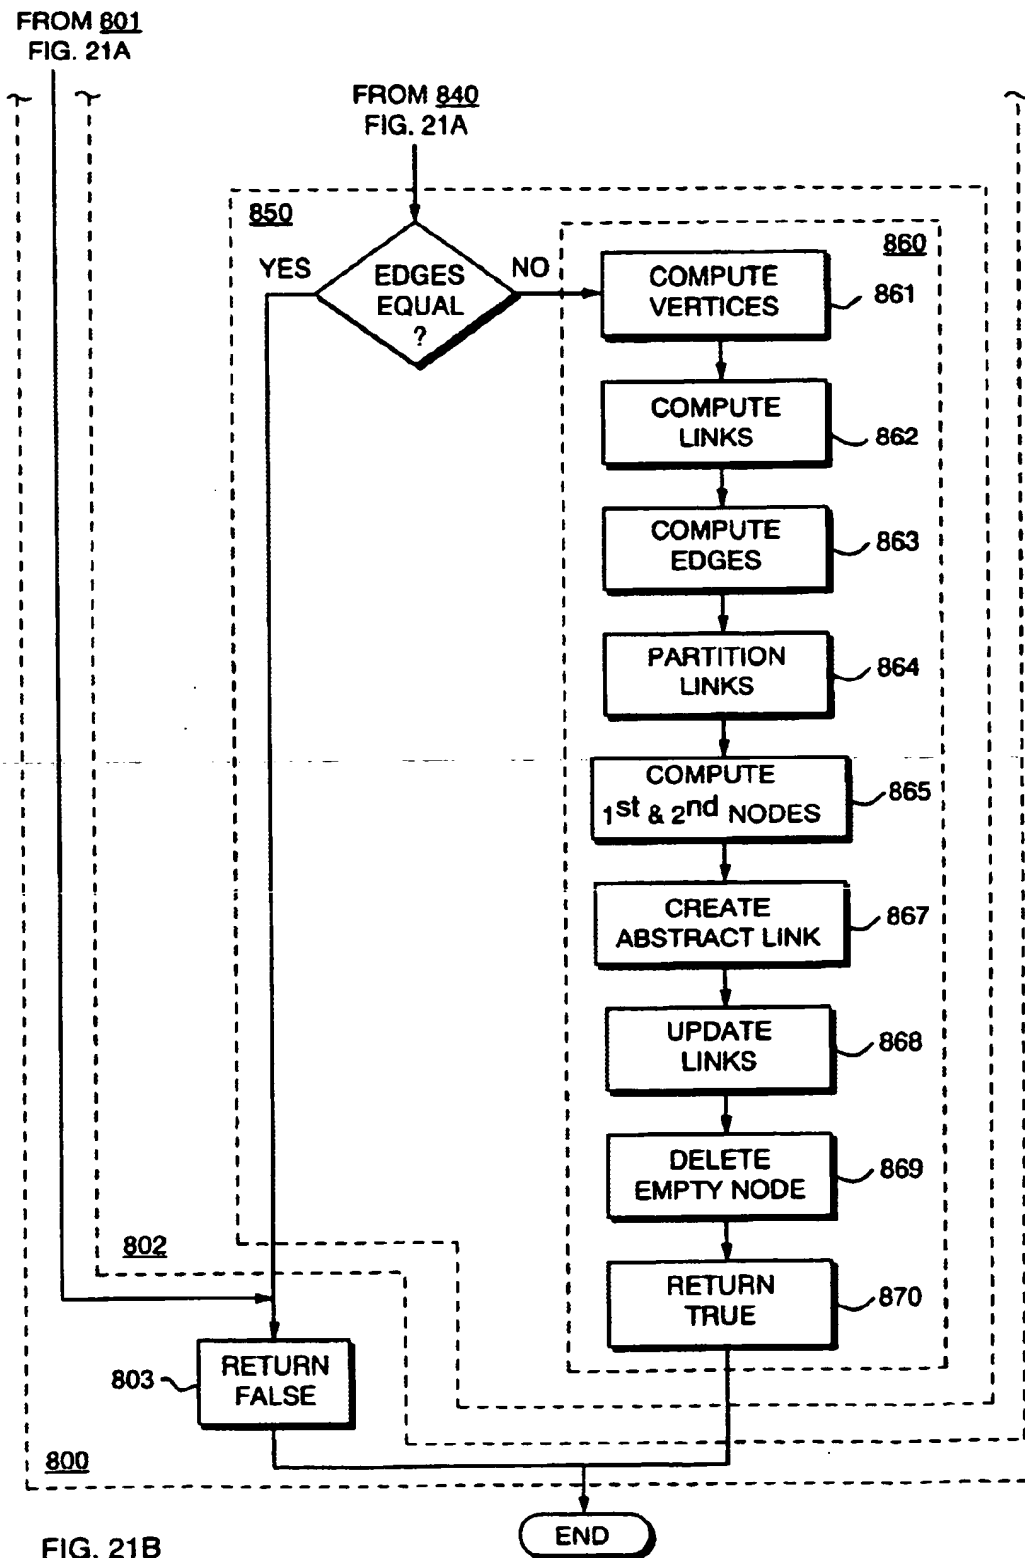 FROM 801
FIG. 21A
FROM 840
FIG. 21A
850
860
YES
EDGES
EQUAL
?
NO
COMPUTE
VERTICES
861
COMPUTE
LINKS
862
COMPUTE
EDGES
863
PARTITION
LINKS
864
COMPUTE
1st & 2nd NODES
865
CREATE
ABSTRACT LINK
867
UPDATE
LINKS
868
DELETE
EMPTY NODE
869
RETURN
TRUE
870
802
803
RETURN
FALSE
800
END
FIG. 21B